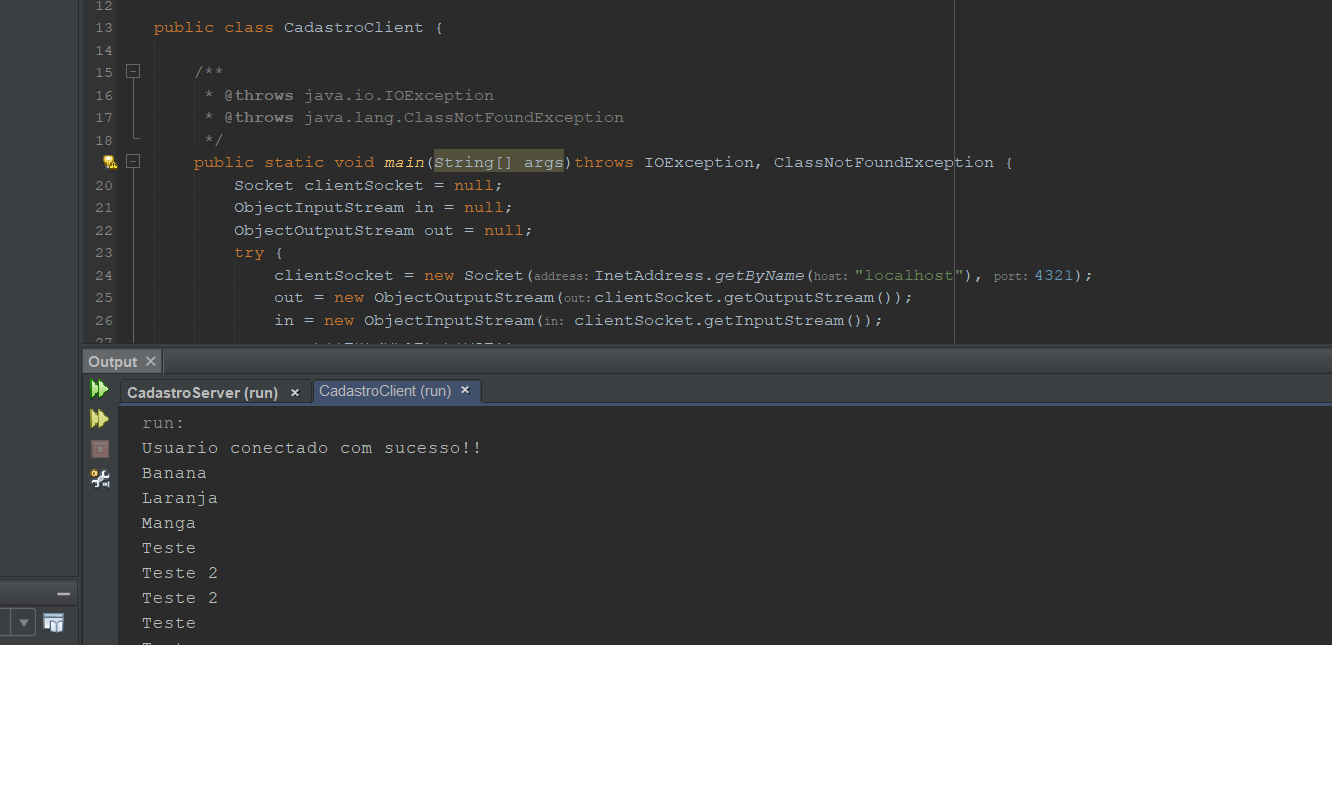 12
13 public class CadastroClient {
14
15 /**
16 * @throws java.io.IOException
17 * @throws java.lang.ClassNotFoundException
18 */
public static void main(String[] args)throws IOException, ClassNotFoundException {
20 Socket clientSocket = null;
21 ObjectInputStream in = null;
22 ObjectOutputStream out = null;
23 try {
24 clientSocket = new Socket(address: InetAddress.getByName(host: "localhost"), port: 4321);
25 out = new ObjectOutputStream(out: clientSocket.getOutputStream());
26 in = new ObjectInputStream(in: clientSocket.getInputStream());
27
Output
CadastroServer (run) CadastroClient (run)
run:
Usuario conectado com sucesso!!
Banana
Laranja
Manga
Teste
Teste 2
Teste 2
Teste